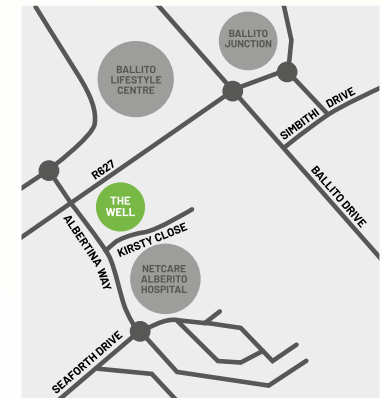 BALLITO
JUNCTION
BALLITO
LIFESTYLE
CENTRE
SIMBITHI DRIVE
R627
BALLITO DRIVE
THE
WELL
ALBERTINA WAY
KIRSTY CLOSE
NETCARE
ALBERITO
HOSPITAL
SEAFORTH DRIVE